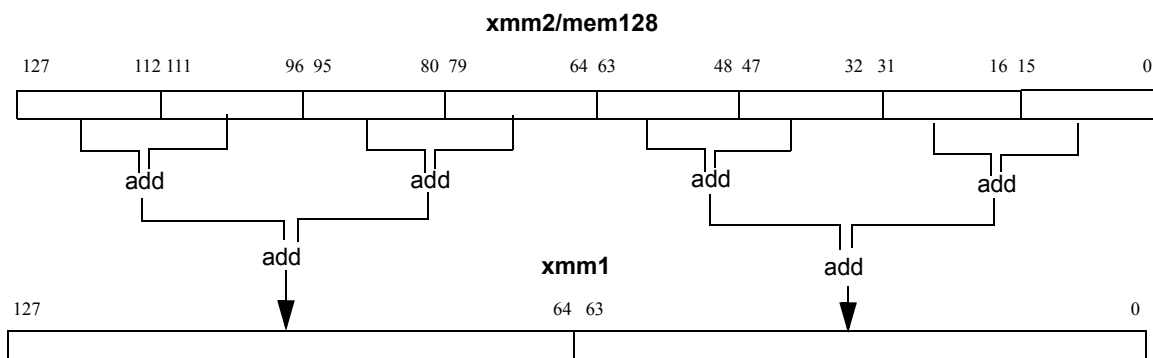 xmm2/mem128
127 112 111 96 95 80 79 64 63 48 47 32 31 16 15 0
add add add add
add add
xmm1
127 64 63 0